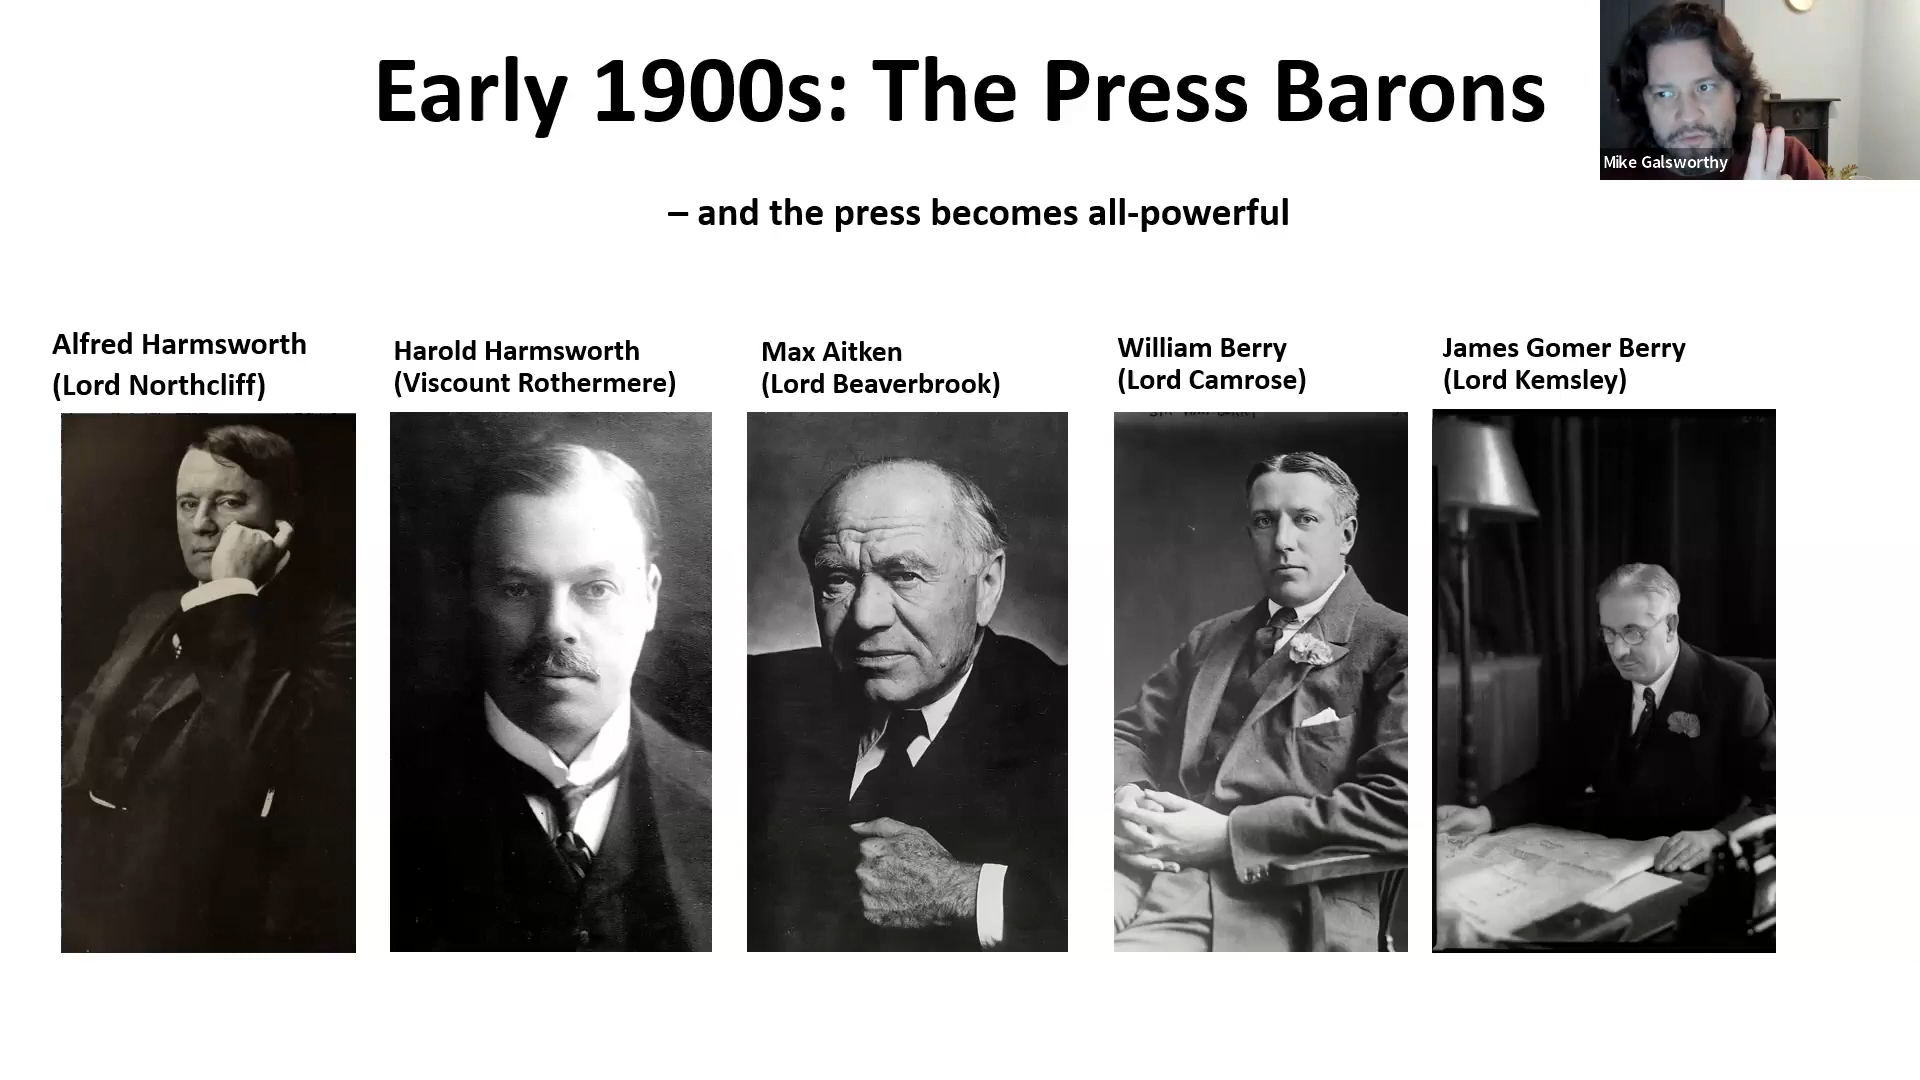 Early 1900s: The Press Barons
Mike Galsworthy
– and the press becomes all-powerful
Alfred Harmsworth
(Lord Northcliff)
Harold Harmsworth
(Viscount Rothermere)
Max Aitken
(Lord Beaverbrook)
William Berry
(Lord Camrose)
James Gomer Berry
(Lord Kemsley)